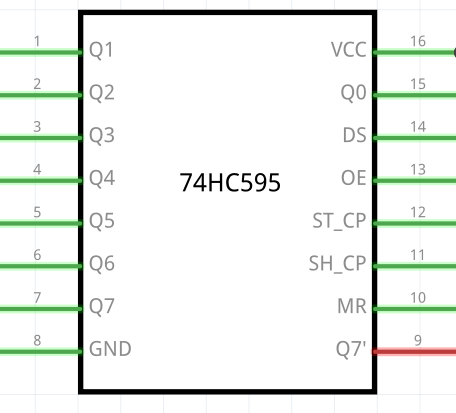 1 Q1 VCC 16
2 Q2 Q0 15
3 Q3 DS 14
4 Q4 74HC595 OE 13
5 Q5 ST_CP 12
6 Q6 SH_CP 11
7 Q7 MR 10
8 GND Q7' 9